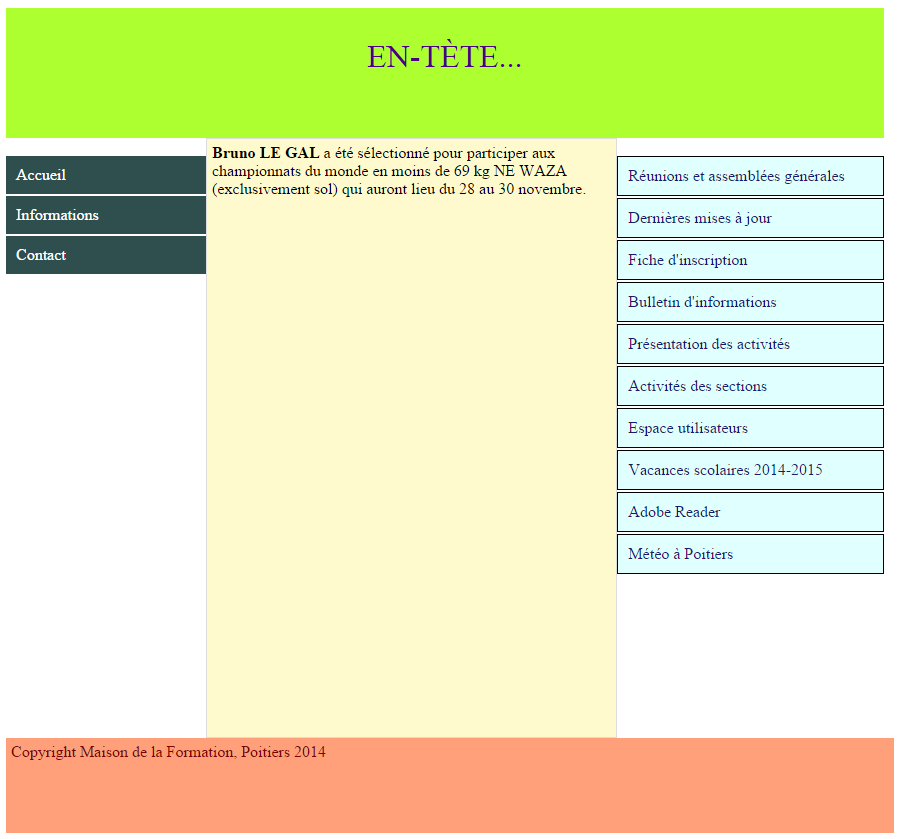 EN-TÈTE...
Accueil
Informations
Contact
Bruno LE GAL a été sélectionné pour participer aux
championnats du monde en moins de 69 kg NE WAZA
(exclusivement sol) qui auront lieu du 28 au 30 novembre.
Réunions et assemblées générales
Dernières mises à jour
Fiche d'inscription
Bulletin d'informations
Présentation des activités
Activités des sections
Espace utilisateurs
Vacances scolaires 2014-2015
Adobe Reader
Météo à Poitiers
Copyright Maison de la Formation, Poitiers 2014